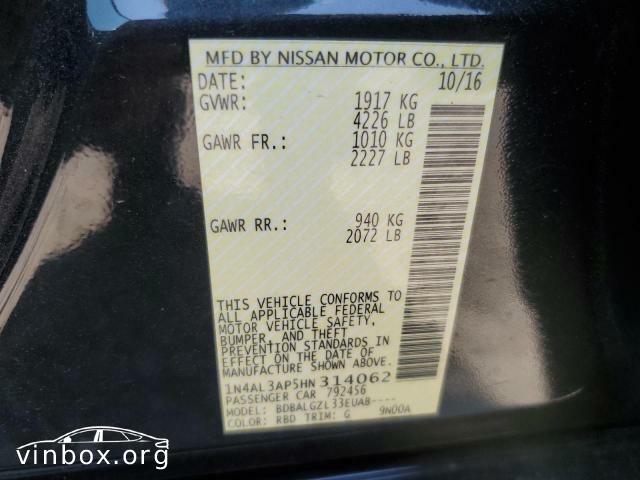 MFD BY NISSAN MOTOR CO., LTD.
DATE: 10/16
GVWR: 1917 KG
4226 LB
GAWR FR.: 1010 KG
2227 LB
GAWR RR.: 940 KG
2072 LB
THIS VEHICLE CONFORMS TO
ALL APPLICABLE FEDERAL
MOTOR VEHICLE SAFETY,
BUMPER, AND THEFT
PREVENTION STANDARDS IN
EFFECT ON THE DATE OF
MANUFACTURE SHOWN ABOVE.
1N4AL3AP5HN314062
PASSENGER CAR 792456
MODEL: BDBALGZL33EUAB----
COLOR: RBD TRIM: G 9N00A
vinbox.org